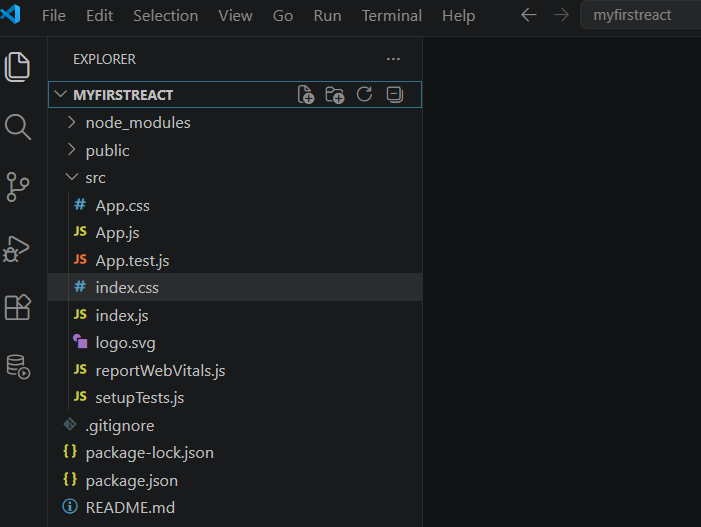 File Edit Selection View Go Run Terminal Help myfirstreact
EXPLORER
MYFIRSTREACT
node_modules
public
src
# App.css
JS App.js
JS App.test.js
# index.css
JS index.js
logo.svg
JS reportWebVitals.js
JS setupTests.js
.gitignore
{} package-lock.json
{} package.json
README.md